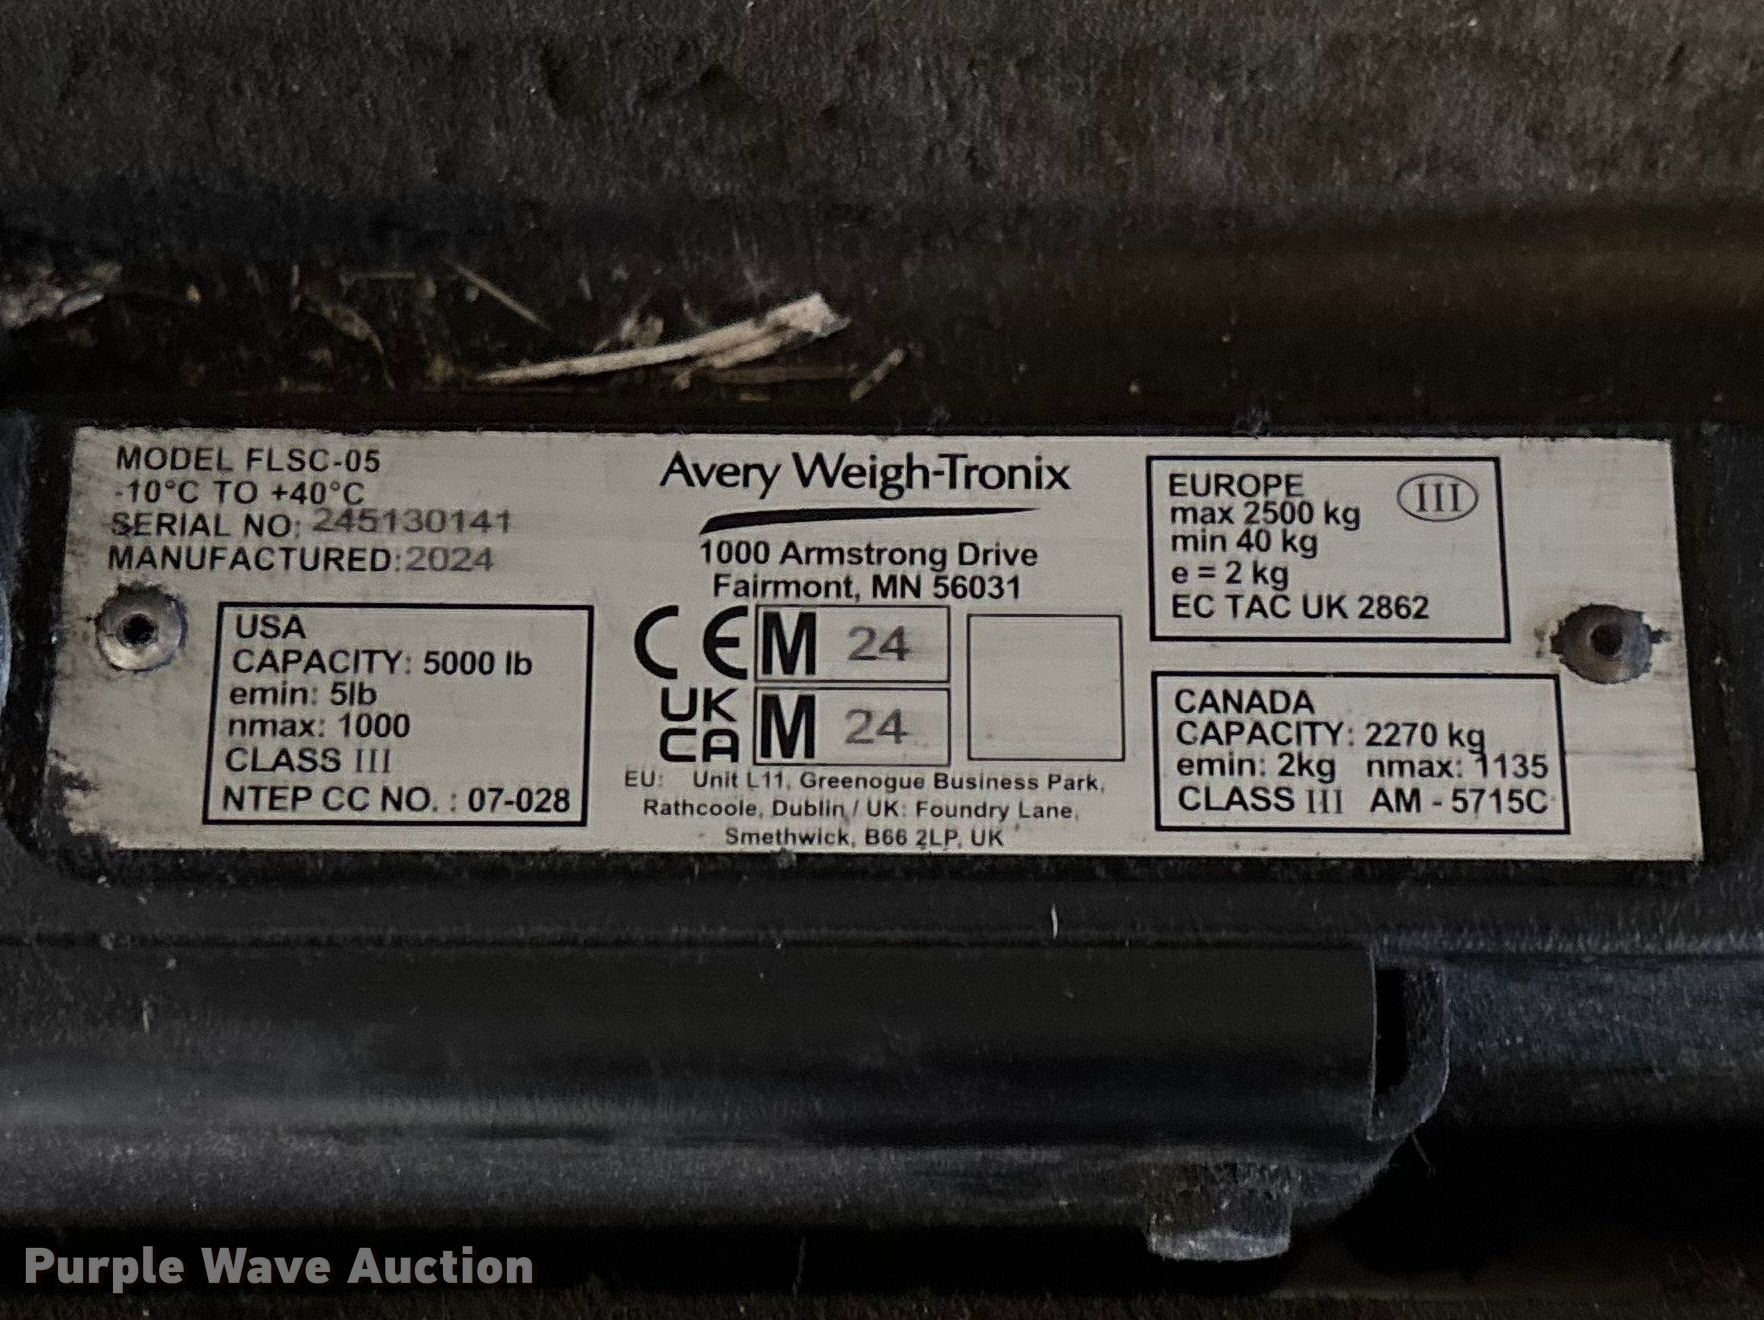 MODEL FLSC-05
-10°C TO +40°C
SERIAL NO: 245130141
MANUFACTURED: 2024
USA
CAPACITY: 5000 lb
emin: 5lb
nmax: 1000
CLASS III
NTEP CC NO. : 07-028
Avery Weigh-Tronix
1000 Armstrong Drive
Fairmont, MN 56031
CE M 24
UK
CA M 24
EU: Unit L11, Greenogue Business Park,
Rathcoole, Dublin / UK: Foundry Lane,
Smethwick, B66 2LP, UK
EUROPE III
max 2500 kg
min 40 kg
e = 2 kg
EC TAC UK 2862
CANADA
CAPACITY: 2270 kg
emin: 2kg nmax: 1135
CLASS III AM - 5715C
Purple Wave Auction